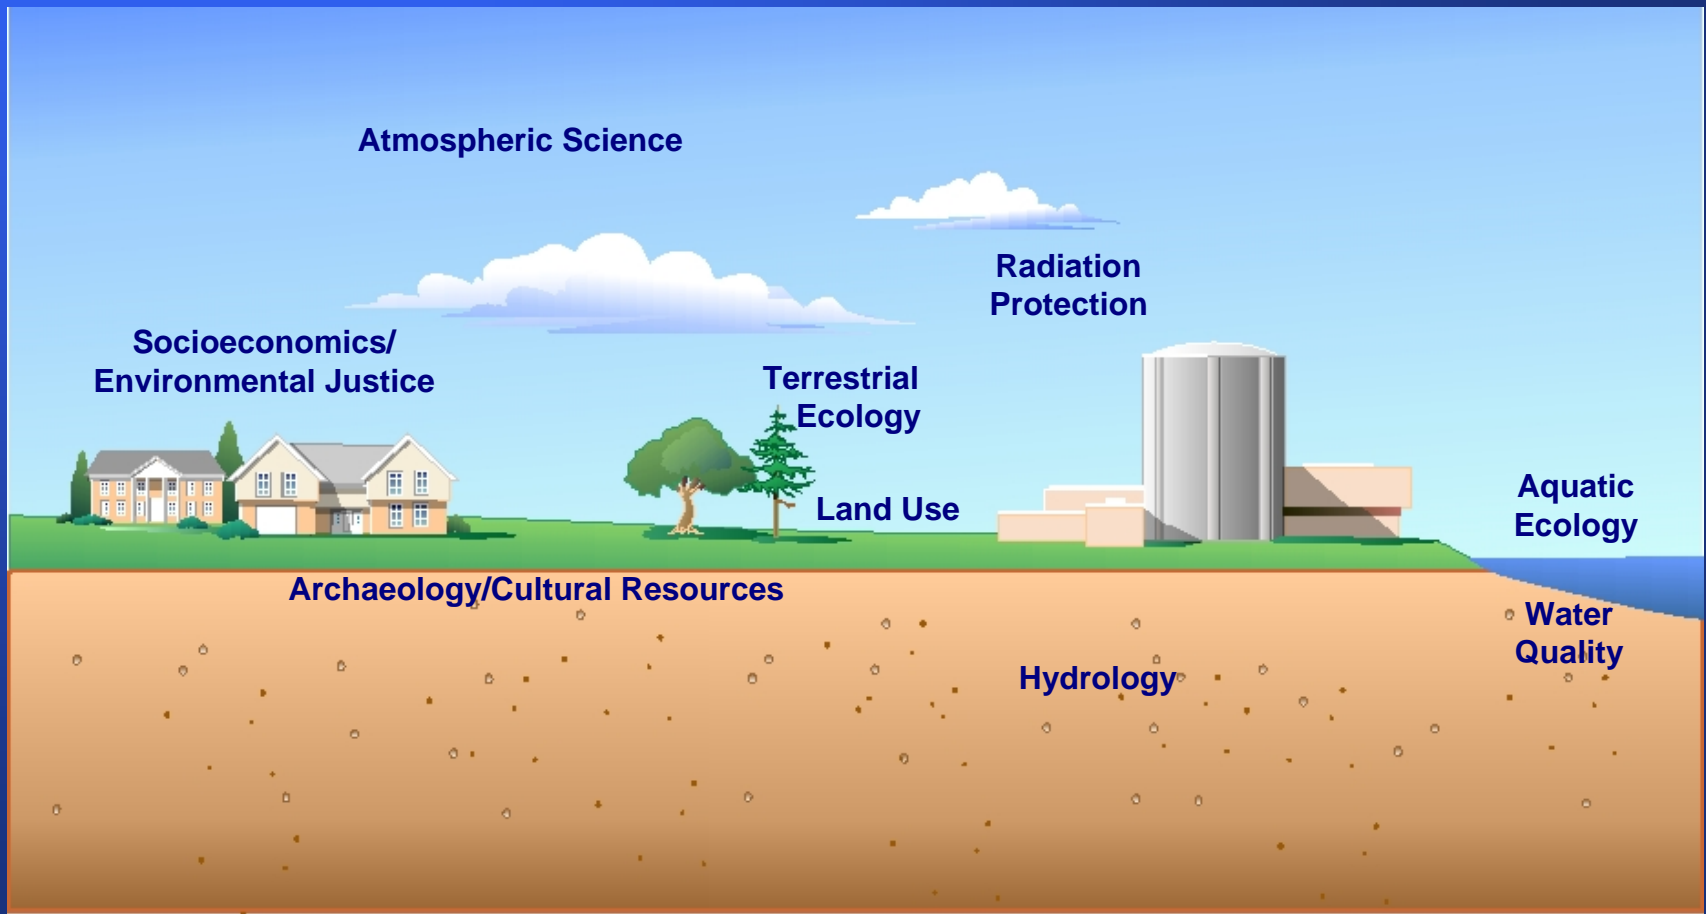 Atmospheric Science
Radiation
Protection
Socioeconomics/
Environmental Justice
Terrestrial
Ecology
Land Use
Aquatic
Ecology
Archaeology/Cultural Resources
Water
Quality
Hydrology